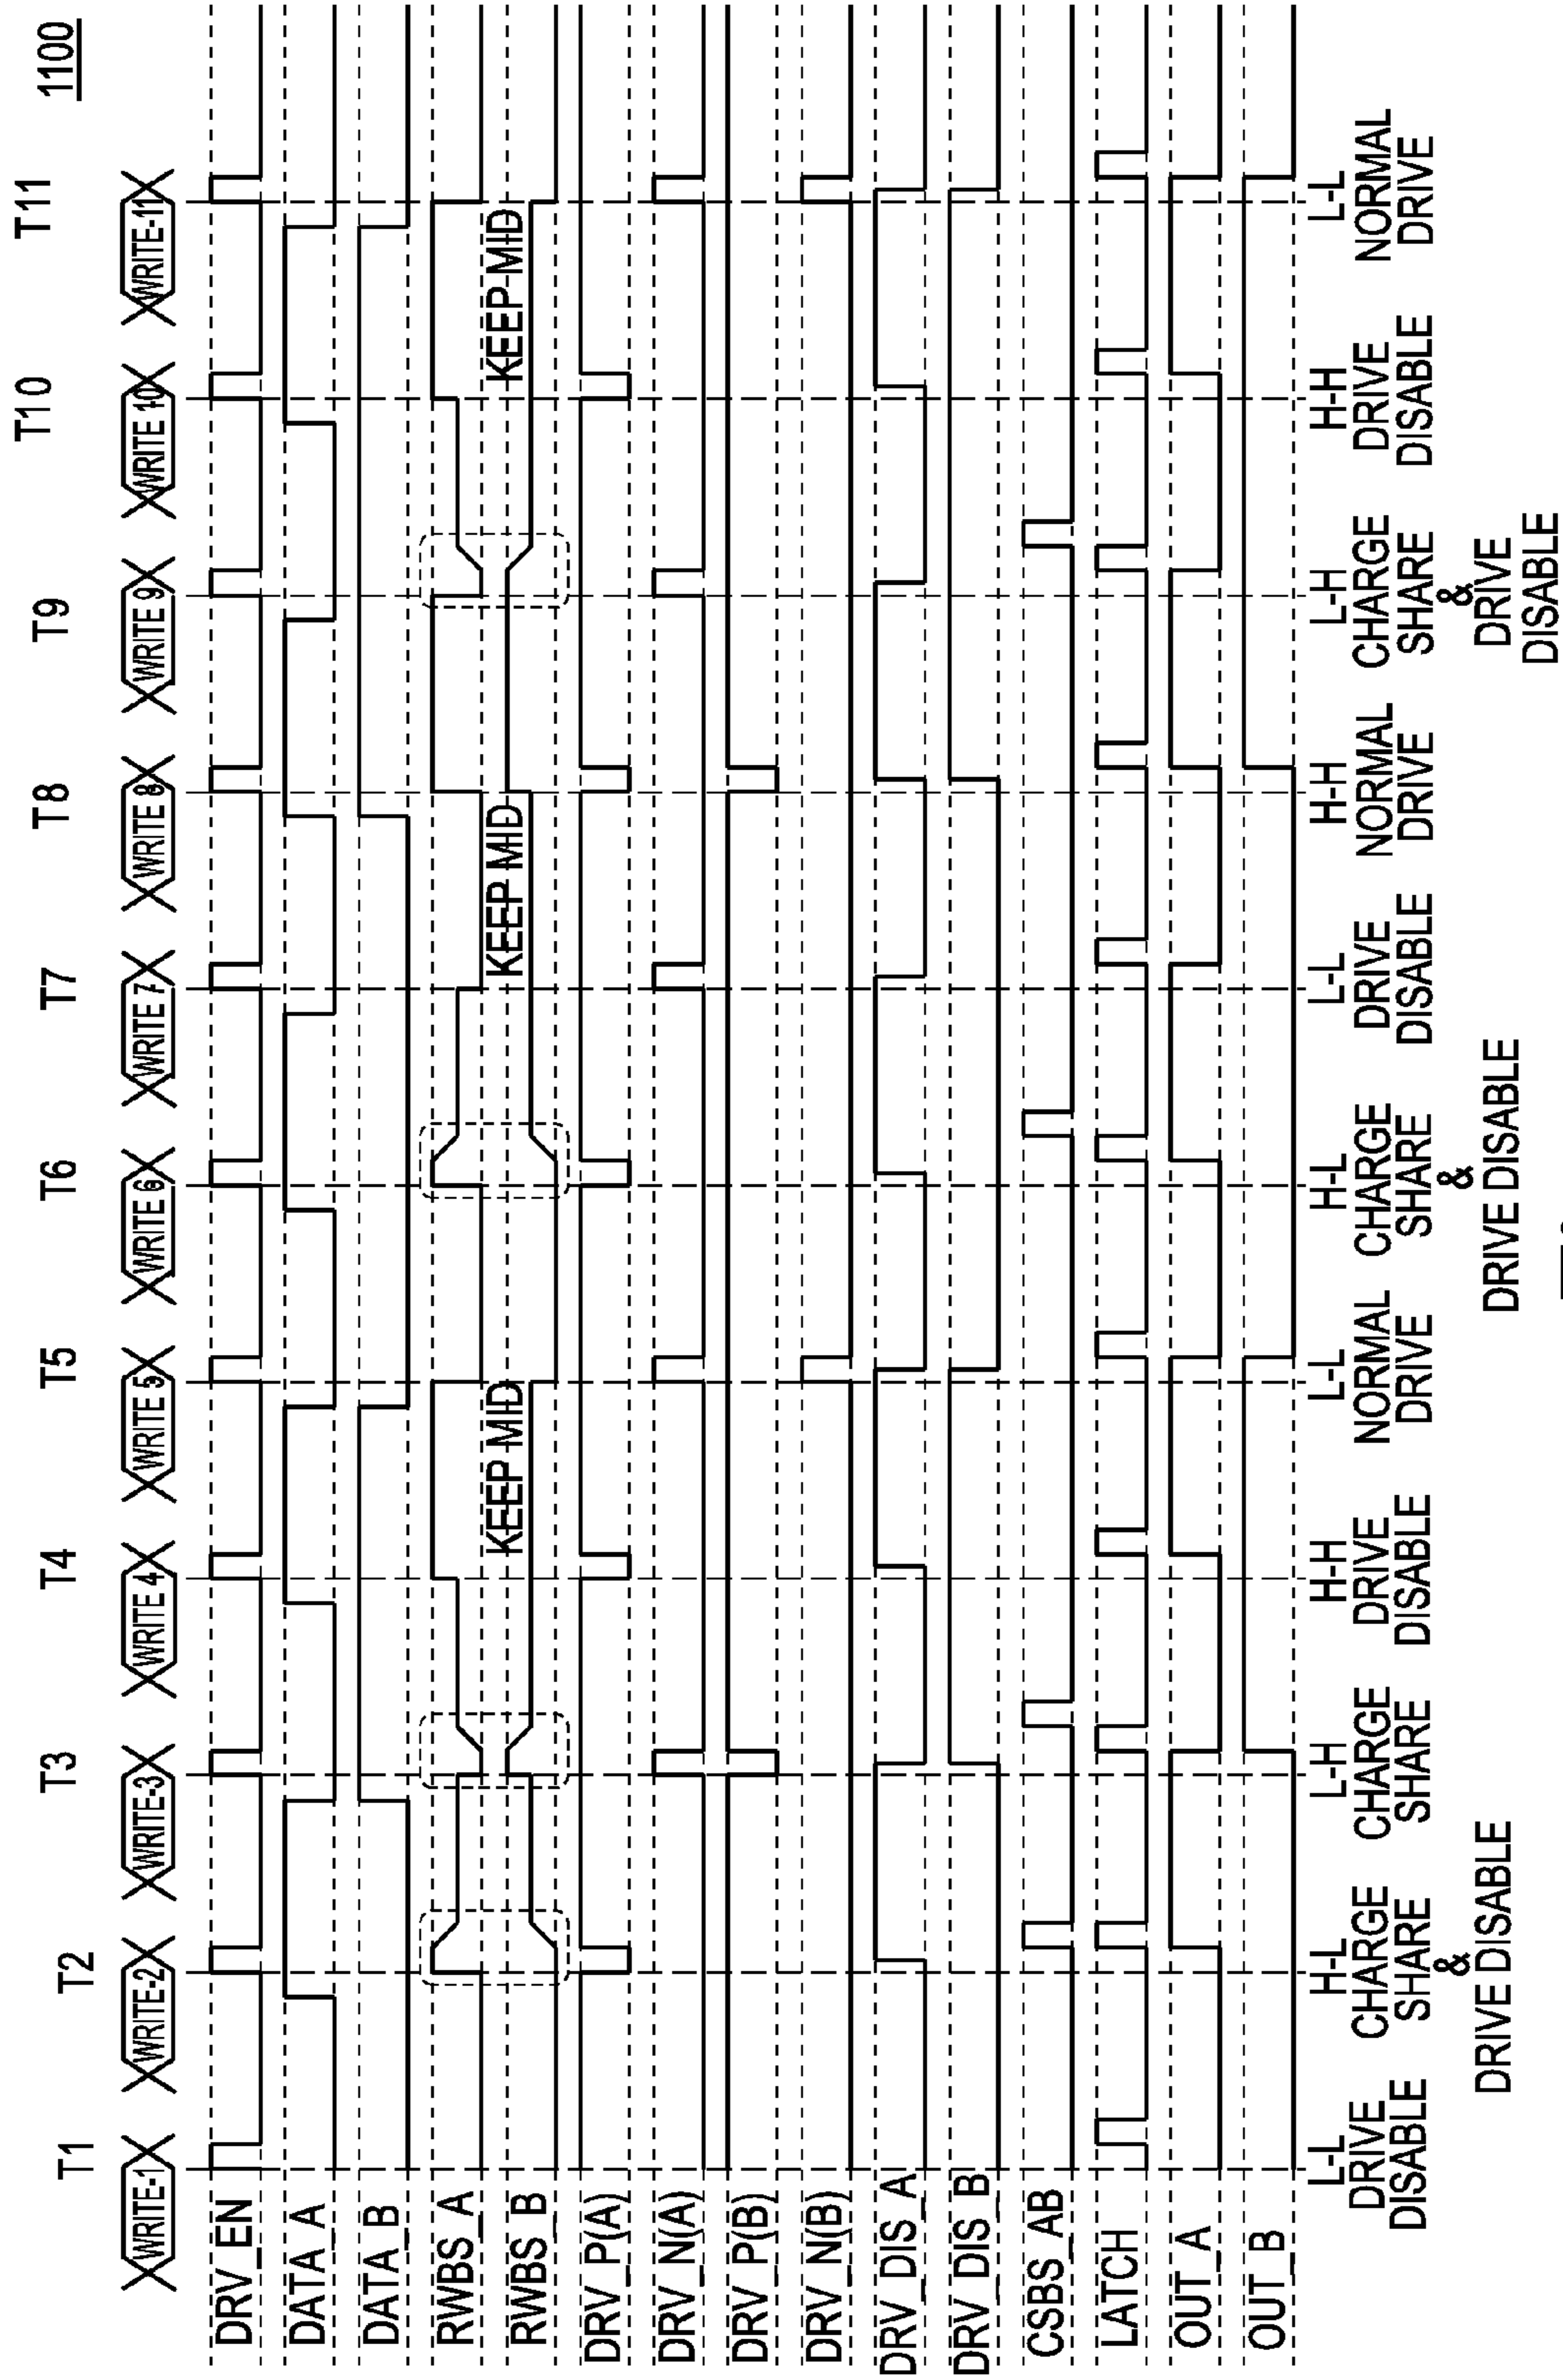 1100
T1 T2 T3 T4 T5 T6 T7 T8 T9 T10 T11
WRITE-1 WRITE-2 WRITE-3 WRITE 4 WRITE 5 WRITE 6 WRITE 7 WRITE 8 WRITE 9 WRITE 10 WRITE-11
DRV_EN
DATA_A
DATA_B
RWBS_A
KEEP MID KEEP MID KEEP MID
RWBS_B
DRV_P(A)
DRV_N(A)
DRV_P(B)
DRV_N(B)
DRV_DIS_A
DRV_DIS_B
CSBS_AB
LATCH
OUT_A
OUT_B
L-L
DRIVE
DISABLE
H-L
CHARGE
SHARE
&
DRIVE DISABLE
L-H
CHARGE
SHARE
H-H
DRIVE
DISABLE
L-L
NORMAL
DRIVE
H-L
CHARGE
SHARE
&
DRIVE DISABLE
L-L
DRIVE
DISABLE
H-H
NORMAL
DRIVE
L-H
CHARGE
SHARE
&
DRIVE
DISABLE
H-H
DRIVE
DISABLE
L-L
NORMAL
DRIVE